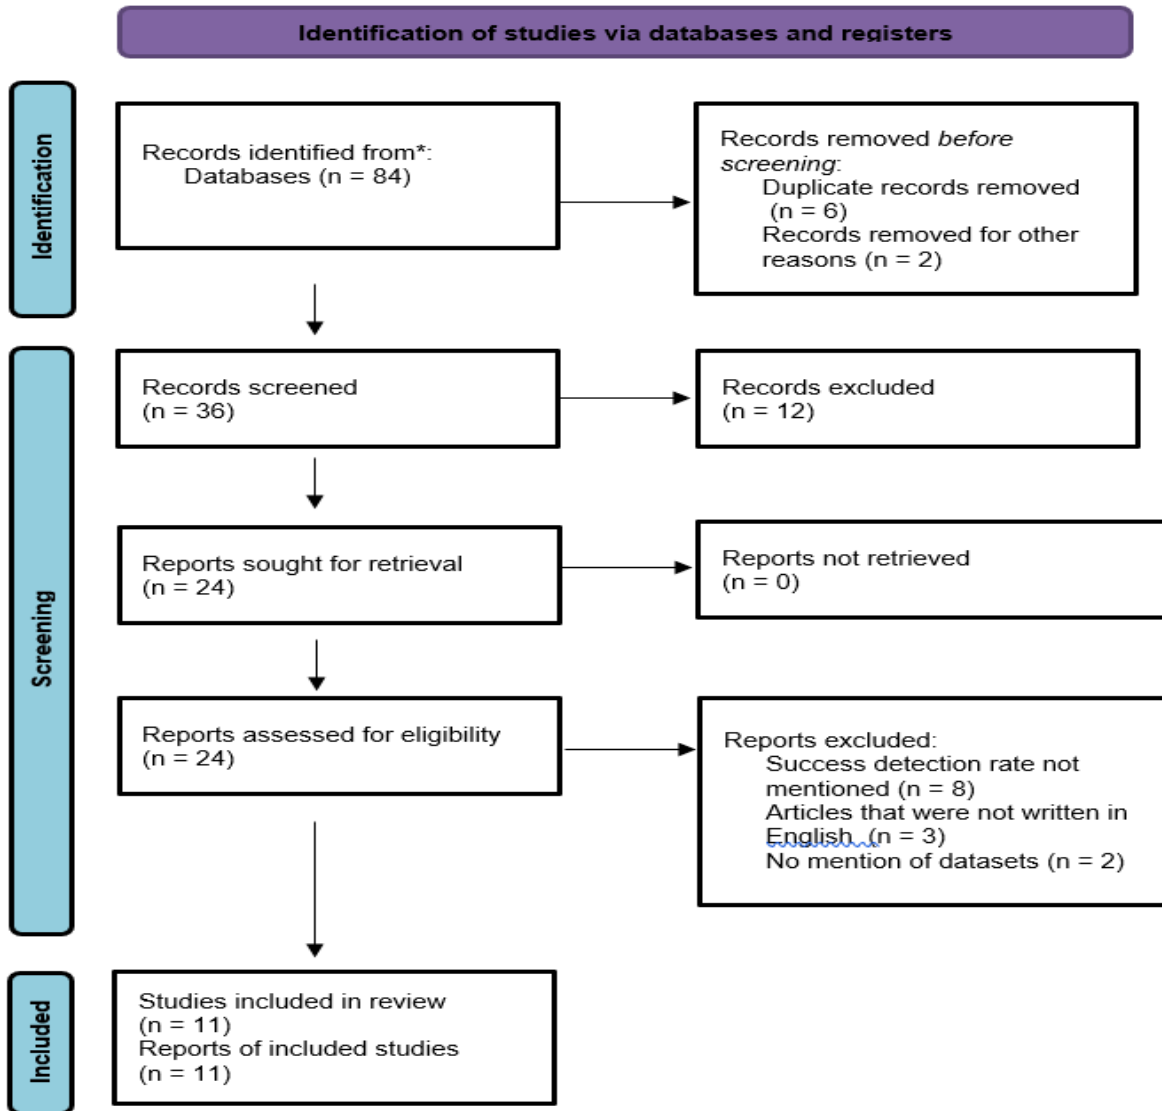 Identification of studies via databases and registers
Identification
Records identified from*:
Databases (n = 84)
Records removed before
screening:
Duplicate records removed
(n = 6)
Records removed for other
reasons (n = 2)
Screening
Records screened
(n = 36)
Records excluded
(n = 12)
Reports sought for retrieval
(n = 24)
Reports not retrieved
(n = 0)
Reports assessed for eligibility
(n = 24)
Reports excluded:
Success detection rate not
mentioned (n = 8)
Articles that were not written in
English (n = 3)
No mention of datasets (n = 2)
Included
Studies included in review
(n = 11)
Reports of included studies
(n = 11)